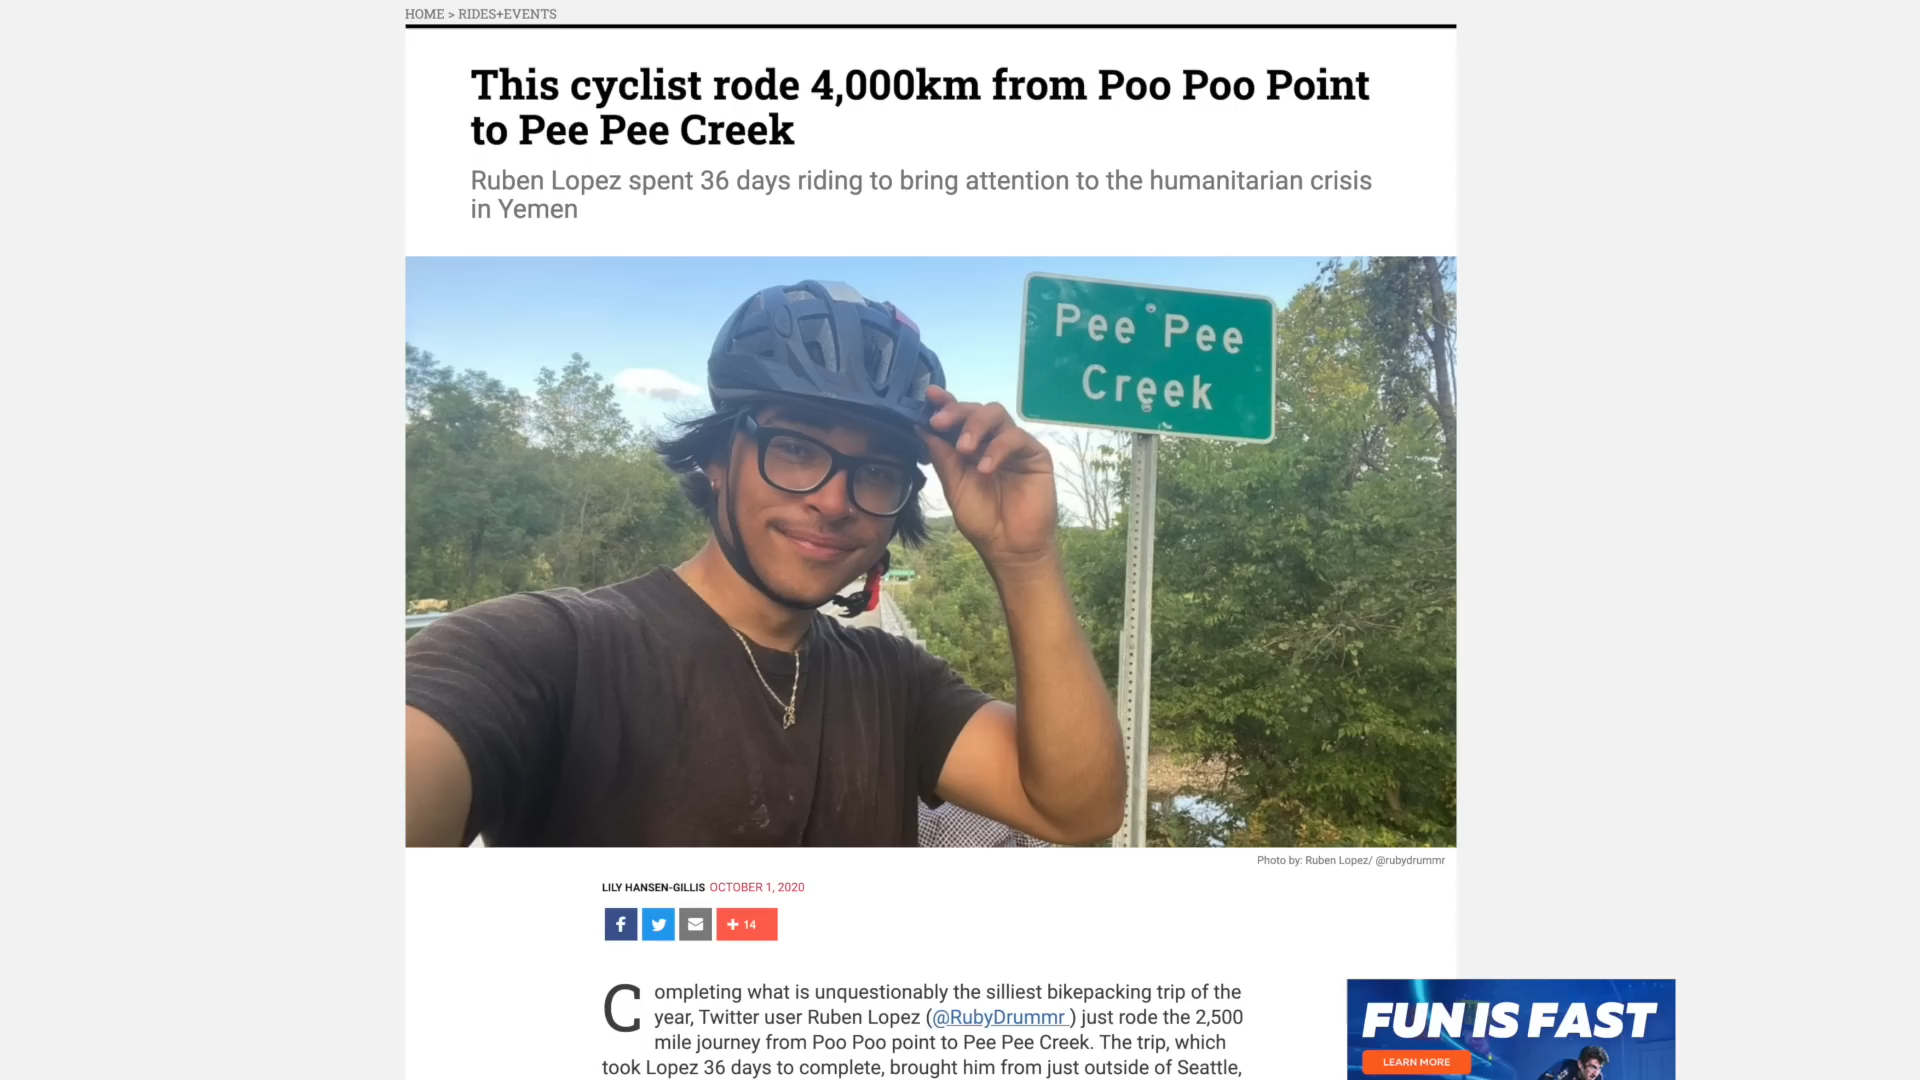 HOME > RIDES+EVENTS
This cyclist rode 4,000km from Poo Poo Point
to Pee Pee Creek
Ruben Lopez spent 36 days riding to bring attention to the humanitarian crisis
in Yemen
Pee Pee
Creek
Photo by: Ruben Lopez/ @rubydrummr
LILY HANSEN-GILLIS OCTOBER 1, 2020
+ 14
Completing what is unquestionably the silliest bikepacking trip of the
year, Twitter user Ruben Lopez (@RubyDrummr ) just rode the 2,500
mile journey from Poo Poo point to Pee Pee Creek. The trip, which
took Lopez 36 days to complete, brought him from just outside of Seattle,
FUN IS FAST
LEARN MORE